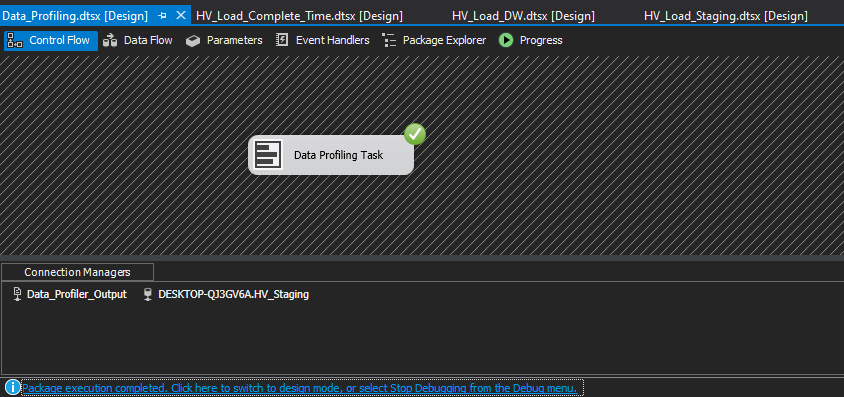 Data_Profiling.dtsx [Design] HV_Load_Complete_Time.dtsx [Design] HV_Load_DW.dtsx [Design] HV_Load_Staging.dtsx [Design]
Control Flow Data Flow Parameters Event Handlers Package Explorer Progress
Data Profiling Task
Connection Managers
Data_Profiler_Output DESKTOP-QJ3GV6A.HV_Staging
Package execution completed. Click here to switch to design mode, or select Stop Debugging from the Debug menu.